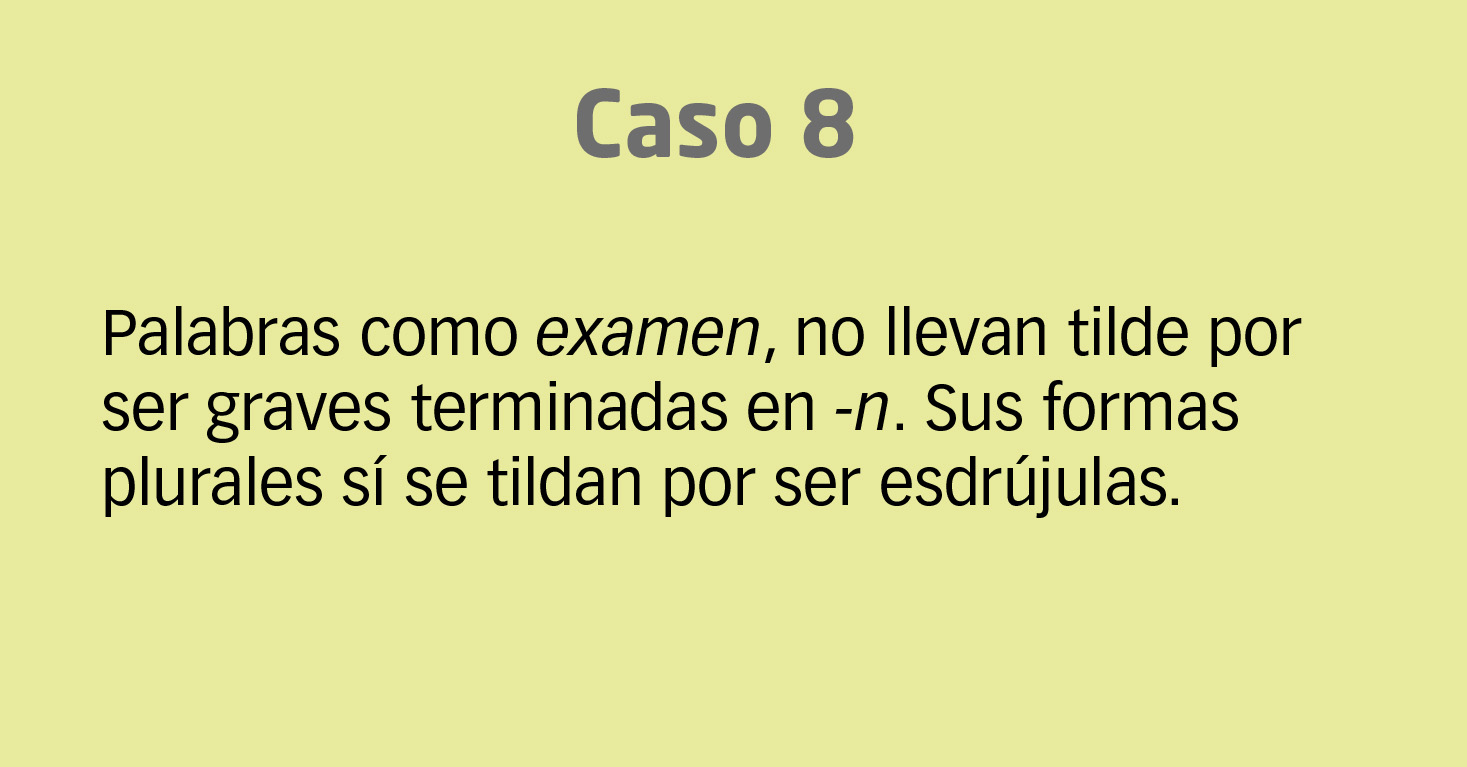 Caso 8
Palabras como examen, no llevan tilde por
ser graves terminadas en -n. Sus formas
plurales sí se tildan por ser esdrújulas.